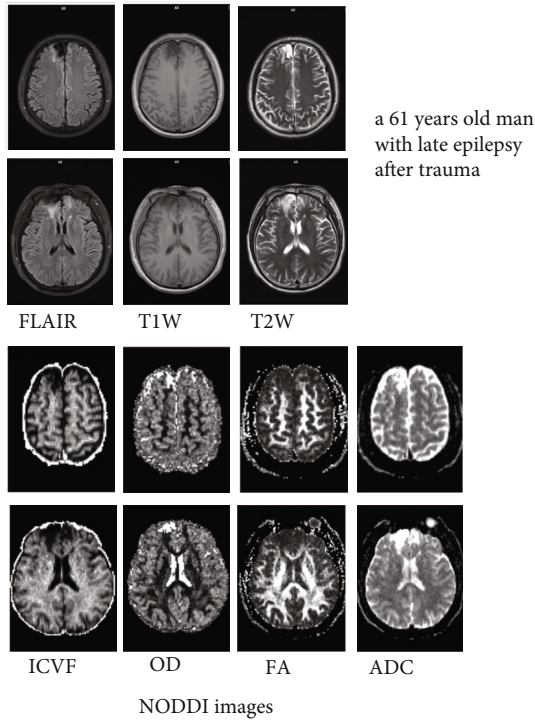 a 61 years old man
with late epilepsy
after trauma
FLAIR T1W T2W
ICVF OD FA ADC
NODDI images